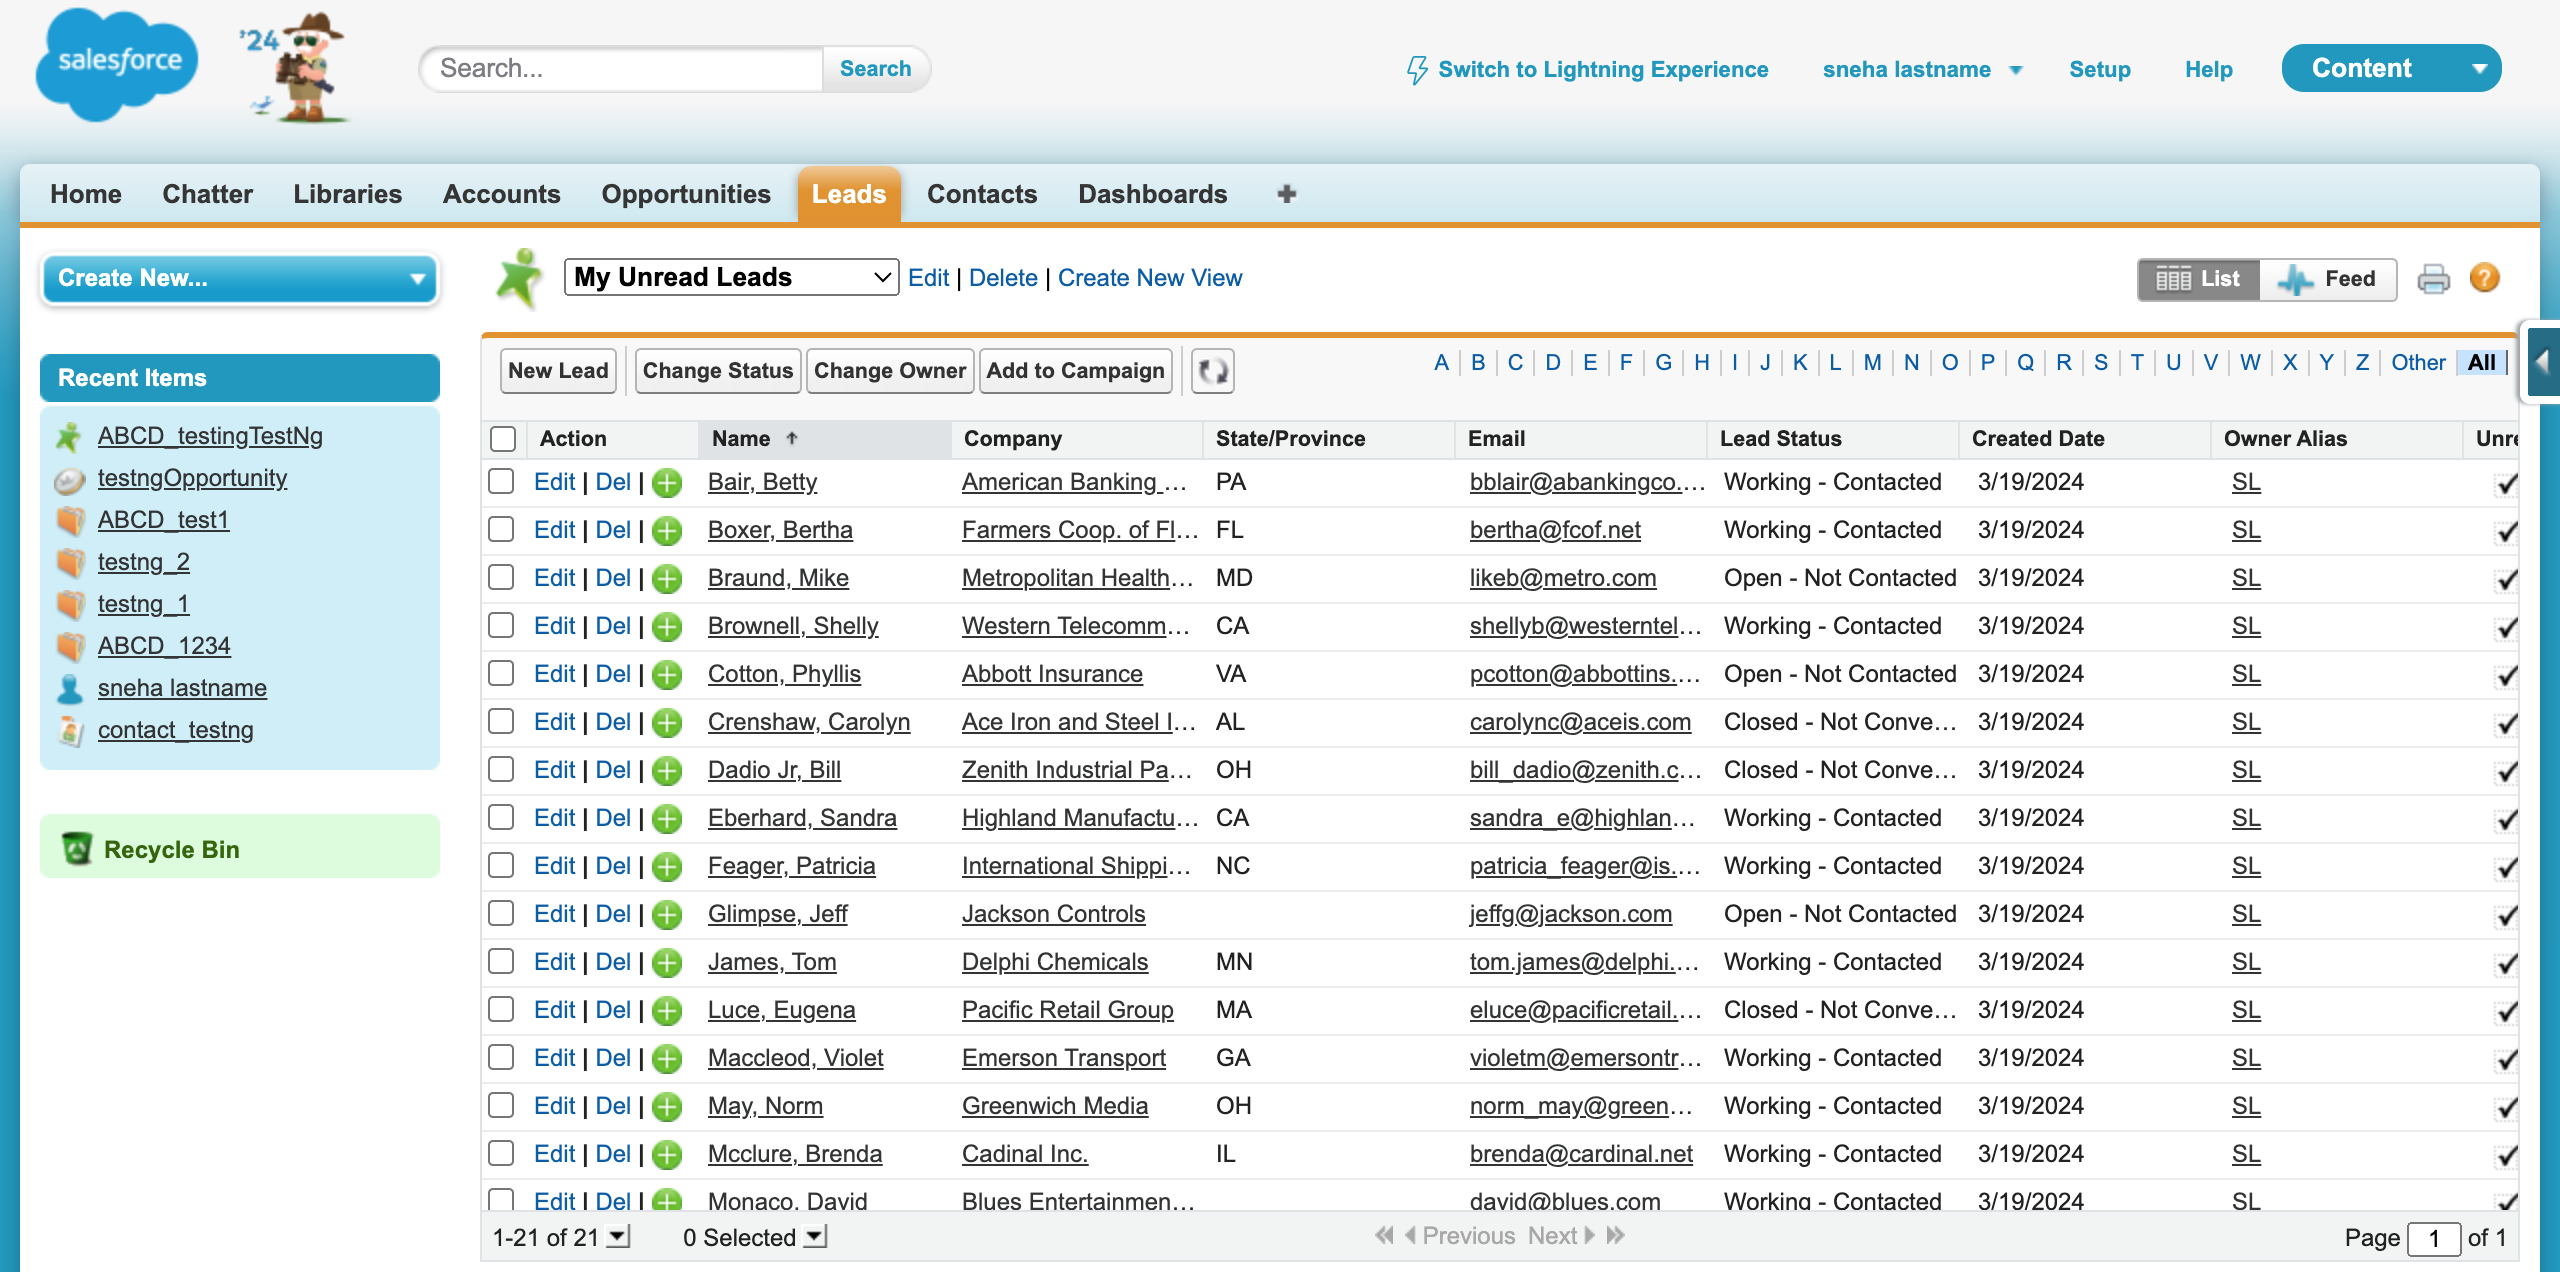 salesforce
'24
Search...
Search
Switch to Lightning Experience
sneha lastname
Setup
Help
Content
Home Chatter Libraries Accounts Opportunities Leads Contacts Dashboards +
Create New...
My Unread Leads
Edit | Delete | Create New View
List
Feed
Recent Items
ABCD_testingTestNg
testngOpportunity
ABCD_test1
testng_2
testng_1
ABCD_1234
sneha lastname
contact_testng
Recycle Bin
New Lead Change Status Change Owner Add to Campaign
A B C D E F G H I J K L M N O P Q R S T U V W X Y Z Other All
Action Name Company State/Province Email Lead Status Created Date Owner Alias Unre
Edit | Del | Bair, Betty American Banking ... PA bblair@abankingco.... Working - Contacted 3/19/2024 SL
Edit | Del | Boxer, Bertha Farmers Coop. of Fl... FL bertha@fcof.net Working - Contacted 3/19/2024 SL
Edit | Del | Braund, Mike Metropolitan Health... MD likeb@metro.com Open - Not Contacted 3/19/2024 SL
Edit | Del | Brownell, Shelly Western Telecomm... CA shellyb@westerntel... Working - Contacted 3/19/2024 SL
Edit | Del | Cotton, Phyllis Abbott Insurance VA pcotton@abbottins.... Open - Not Contacted 3/19/2024 SL
Edit | Del | Crenshaw, Carolyn Ace Iron and Steel I... AL carolync@aceis.com Closed - Not Conve... 3/19/2024 SL
Edit | Del | Dadio Jr, Bill Zenith Industrial Pa... OH bill_dadio@zenith.c... Closed - Not Conve... 3/19/2024 SL
Edit | Del | Eberhard, Sandra Highland Manufactu... CA sandra_e@highlan... Working - Contacted 3/19/2024 SL
Edit | Del | Feager, Patricia International Shippi... NC patricia_feager@is.... Working - Contacted 3/19/2024 SL
Edit | Del | Glimpse, Jeff Jackson Controls jeffg@jackson.com Open - Not Contacted 3/19/2024 SL
Edit | Del | James, Tom Delphi Chemicals MN tom.james@delphi.... Working - Contacted 3/19/2024 SL
Edit | Del | Luce, Eugena Pacific Retail Group MA eluce@pacificretail.... Closed - Not Conve... 3/19/2024 SL
Edit | Del | Maccleod, Violet Emerson Transport GA violetm@emersontr... Working - Contacted 3/19/2024 SL
Edit | Del | May, Norm Greenwich Media OH norm_may@green... Working - Contacted 3/19/2024 SL
Edit | Del | Mcclure, Brenda Cadinal Inc. IL brenda@cardinal.net Working - Contacted 3/19/2024 SL
Edit | Del | Monaco, David Blues Entertainmen... david@blues.com Working - Contacted 3/19/2024 SL
1-21 of 21 0 Selected Previous Next Page 1 of 1